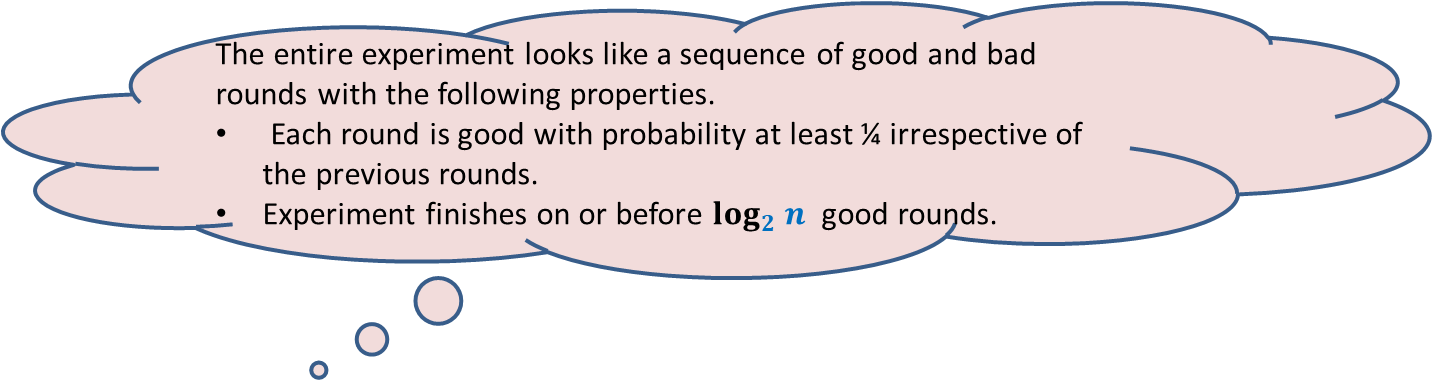 The entire experiment looks like a sequence of good and bad
rounds with the following properties.
• Each round is good with probability at least ¼ irrespective of
the previous rounds.
• Experiment finishes on or before log₂ n good rounds.